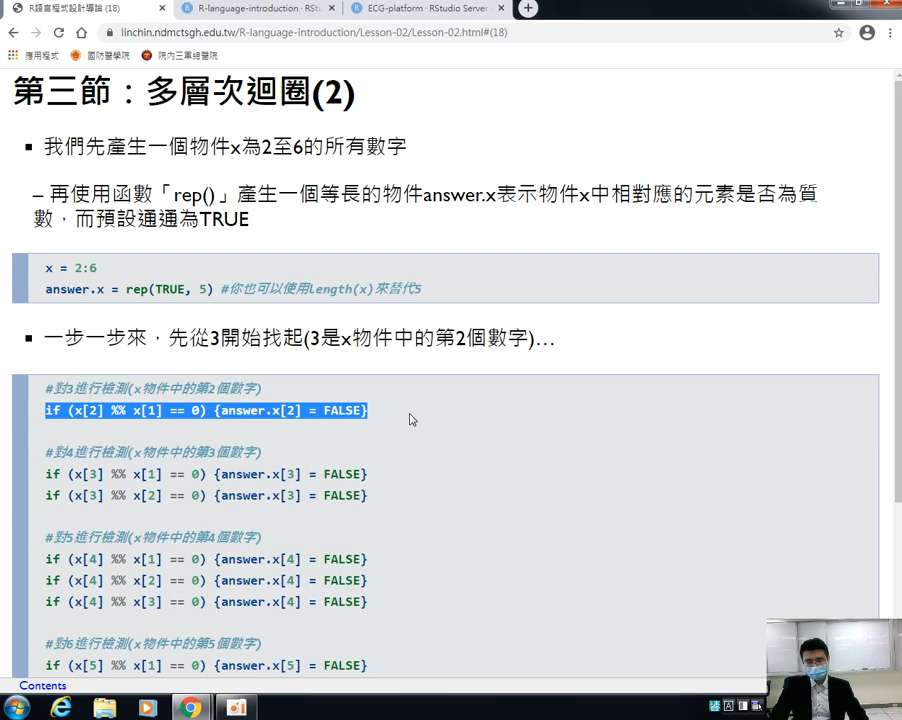 R語言程式設計導論 (18)
R-language-introduction · RStu
ECG-platform · RStudio Server
linchin.ndmctsgh.edu.tw/R-language-introduction/Lesson-02/Lesson-02.html#(18)
應用程式 國防醫學院 院內三軍總醫院
第三節：多層次迴圈(2)
我們先產生一個物件x為2至6的所有數字
– 再使用函數「rep()」產生一個等長的物件answer.x表示物件x中相對應的元素是否為質
數，而預設通通為TRUE
x = 2:6
answer.x = rep(TRUE, 5) #你也可以使用Length(x)來替代5
一步一步來，先從3開始找起(3是x物件中的第2個數字)…
#對3進行檢測(x物件中的第2個數字)
if (x[2] %% x[1] == 0) {answer.x[2] = FALSE}
#對4進行檢測(x物件中的第3個數字)
if (x[3] %% x[1] == 0) {answer.x[3] = FALSE}
if (x[3] %% x[2] == 0) {answer.x[3] = FALSE}
#對5進行檢測(x物件中的第4個數字)
if (x[4] %% x[1] == 0) {answer.x[4] = FALSE}
if (x[4] %% x[2] == 0) {answer.x[4] = FALSE}
if (x[4] %% x[3] == 0) {answer.x[4] = FALSE}
#對6進行檢測(x物件中的第5個數字)
if (x[5] %% x[1] == 0) {answer.x[5] = FALSE}
Contents